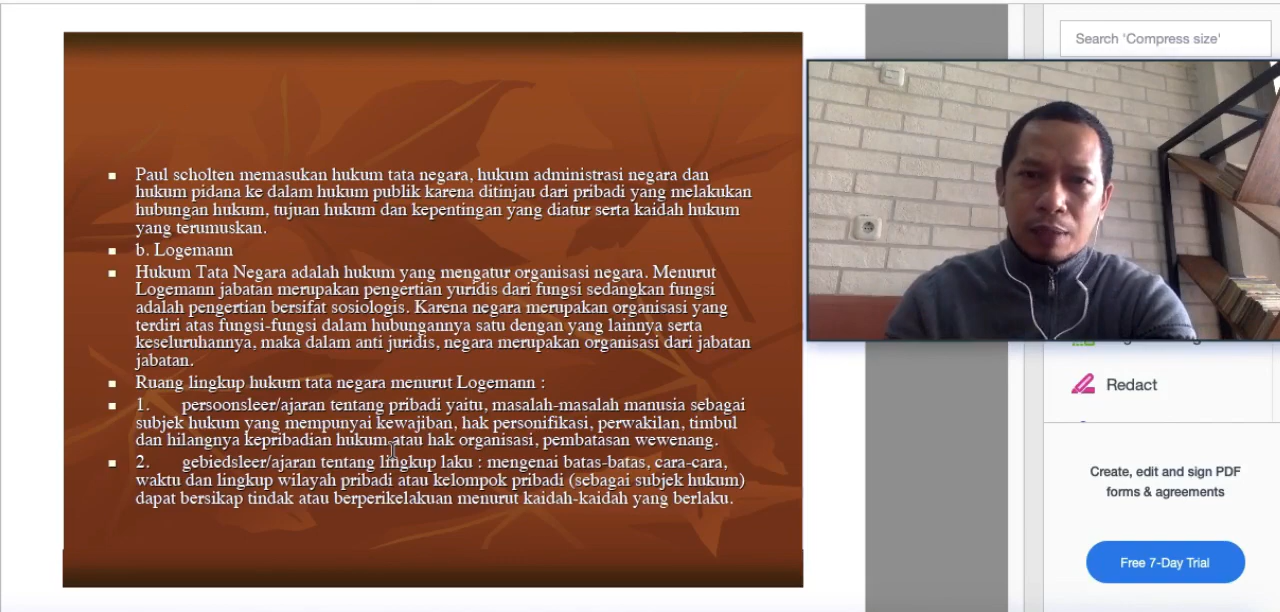 Paul scholten memasukan hukum tata negara, hukum administrasi negara dan
hukum pidana ke dalam hukum publik karena ditinjau dari pribadi yang melakukan
hubungan hukum, tujuan hukum dan kepentingan yang diatur serta kaidah hukum
yang terumuskan.
b. Logemann
Hukum Tata Negara adalah hukum yang mengatur organisasi negara. Menurut
Logemann jabatan merupakan pengertian yuridis dari fungsi sedangkan fungsi
adalah pengertian bersifat sosiologis. Karena negara merupakan organisasi yang
terdiri atas fungsi-fungsi dalam hubungannya satu dengan yang lainnya serta
keseluruhannya, maka dalam anti juridis, negara merupakan organisasi dari jabatan
jabatan.
Ruang lingkup hukum tata negara menurut Logemann :
1. persoonsleer/ajaran tentang pribadi yaitu, masalah-masalah manusia sebagai
subjek hukum yang mempunyai kewajiban, hak personifikasi, perwakilan, timbul
dan hilangnya kepribadian hukum atau hak organisasi, pembatasan wewenang.
2. gebiedsleer/ajaran tentang lingkup laku : mengenai batas-batas, cara-cara,
waktu dan lingkup wilayah pribadi atau kelompok pribadi (sebagai subjek hukum)
dapat bersikap tindak atau berperikelakuan menurut kaidah-kaidah yang berlaku.
Search 'Compress size'
Redact
Create, edit and sign PDF
forms & agreements
Free 7-Day Trial